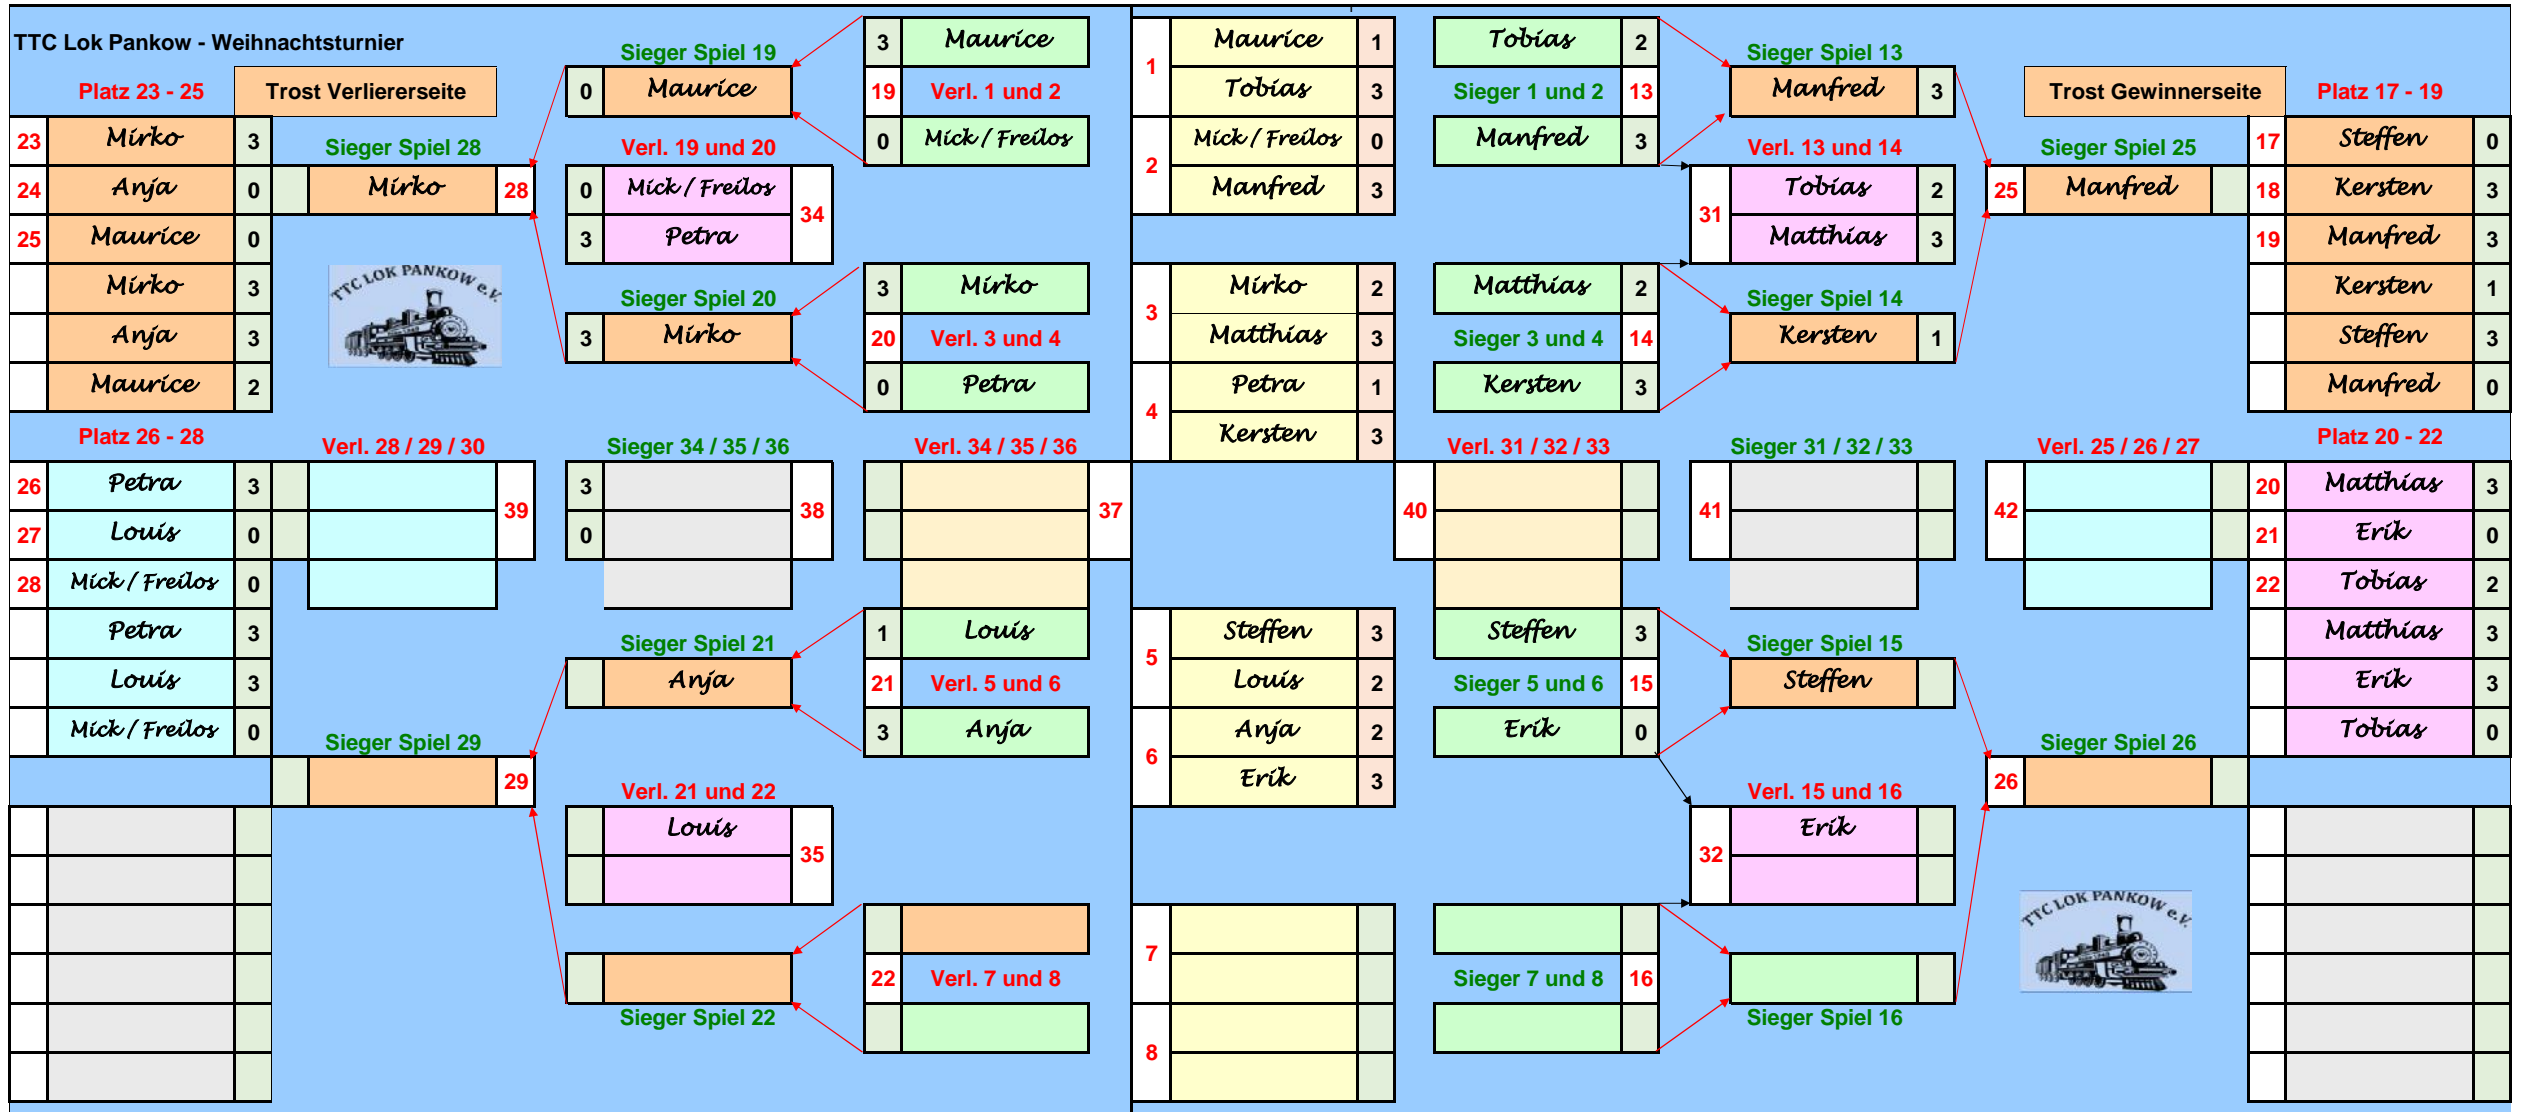 TTC Lok Pankow - Weihnachtsturnier
Platz 23 - 25
Trost Verliererseite
23 Mirko 3
24 Anja 0
25 Maurice 0
Mirko 3
Anja 3
Maurice 2
Platz 26 - 28
26 Petra 3
27 Louis 0
28 Mick / Freilos 0
Petra 3
Louis 3
Mick / Freilos 0
Sieger Spiel 28
Mirko 28
TTC LOK PANKOW e.V.
Verl. 28 / 29 / 30
39
Sieger Spiel 29
29
Sieger Spiel 19
0 Maurice
Verl. 19 und 20
0 Mick / Freilos
34
3 Petra
Sieger Spiel 20
3 Mirko
Sieger 34 / 35 / 36
3
38
0
Sieger Spiel 21
Anja
Verl. 21 und 22
Louis
35
Sieger Spiel 22
3 Maurice
19 Verl. 1 und 2
0 Mick / Freilos
3 Mirko
20 Verl. 3 und 4
0 Petra
Verl. 34 / 35 / 36
37
1 Louis
21 Verl. 5 und 6
3 Anja
22 Verl. 7 und 8
1
Maurice 1
Tobias 3
2
Mick / Freilos 0
Manfred 3
3
Mirko 2
Matthias 3
4
Petra 1
Kersten 3
5
Steffen 3
Louis 2
6
Anja 2
Erik 3
7
8
Tobias 2
Sieger 1 und 2 13
Manfred 3
Matthias 2
Sieger 3 und 4 14
Kersten 3
Verl. 31 / 32 / 33
40
Steffen 3
Sieger 5 und 6 15
Erik 0
Sieger 7 und 8 16
Sieger Spiel 13
Manfred 3
Verl. 13 und 14
31
Tobias 2
Matthias 3
Sieger Spiel 14
Kersten 1
Sieger 31 / 32 / 33
41
Sieger Spiel 15
Steffen
Verl. 15 und 16
32
Erik
Sieger Spiel 16
Trost Gewinnerseite
Sieger Spiel 25
25 Manfred
Verl. 25 / 26 / 27
42
Sieger Spiel 26
26
TTC LOK PANKOW e.V.
Platz 17 - 19
17 Steffen 0
18 Kersten 3
19 Manfred 3
Kersten 1
Steffen 3
Manfred 0
Platz 20 - 22
20 Matthias 3
21 Erik 0
22 Tobias 2
Matthias 3
Erik 3
Tobias 0